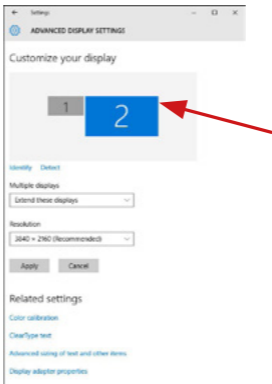 Settings
ADVANCED DISPLAY SETTINGS
Customize your display
1
2
Identify Detect
Multiple displays
Extend these displays
Resolution
3840 × 2160 (Recommended)
Apply Cancel
Related settings
Color calibration
ClearType text
Advanced sizing of text and other items
Display adapter properties